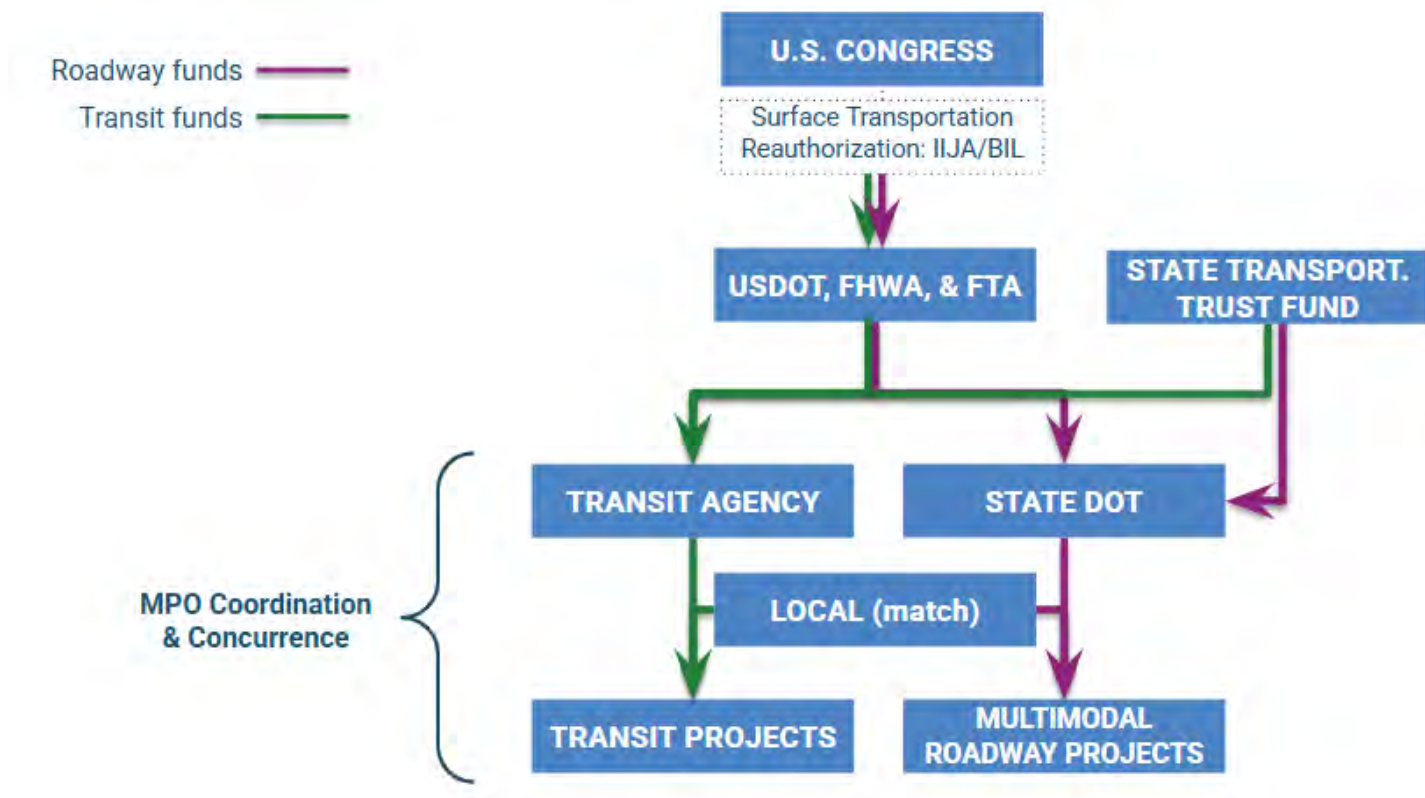 U.S. CONGRESS
Roadway funds
Transit funds
Surface Transportation
Reauthorization: IIJA/BIL
USDOT, FHWA, & FTA
STATE TRANSPORT.
TRUST FUND
TRANSIT AGENCY
STATE DOT
MPO Coordination
& Concurrence
LOCAL (match)
TRANSIT PROJECTS
MULTIMODAL
ROADWAY PROJECTS